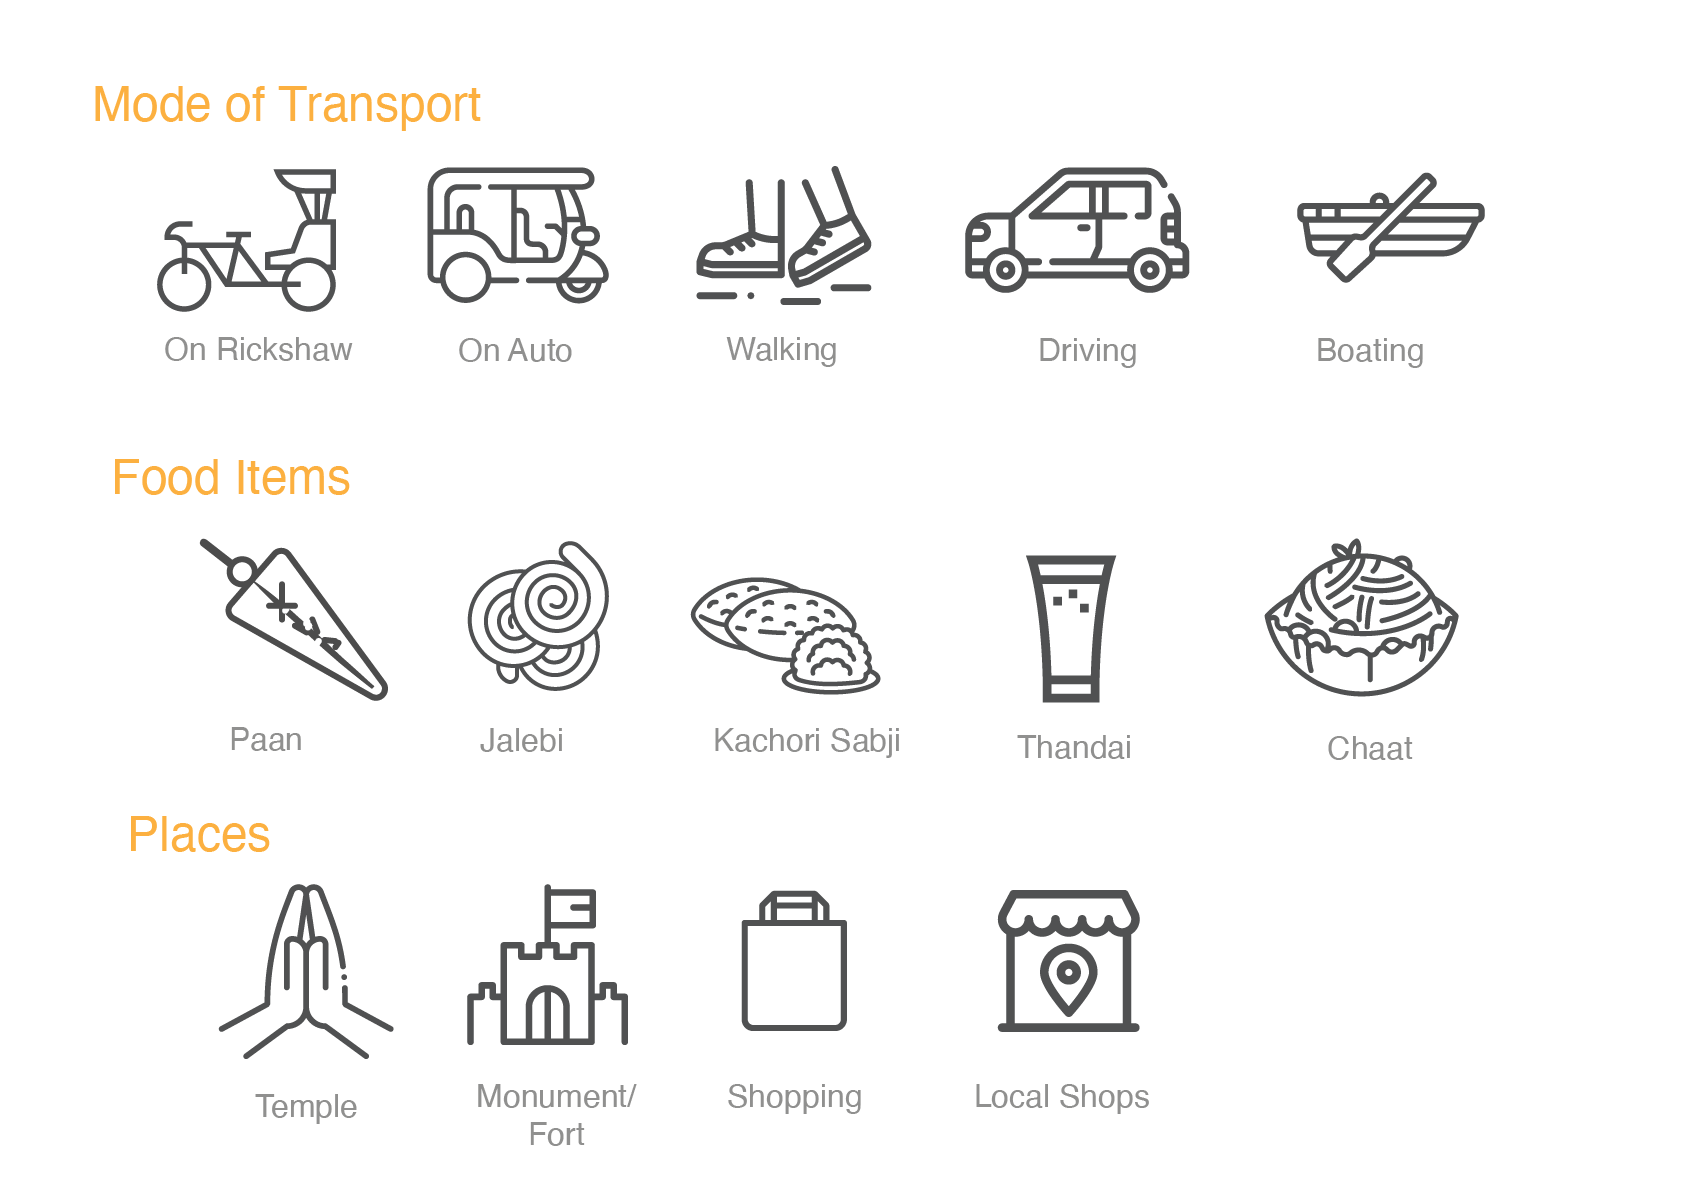 Mode of Transport
On Rickshaw
On Auto
Walking
Driving
Boating
Food Items
Paan
Jalebi
Kachori Sabji
Thandai
Chaat
Places
Temple
Monument/
Fort
Shopping
Local Shops